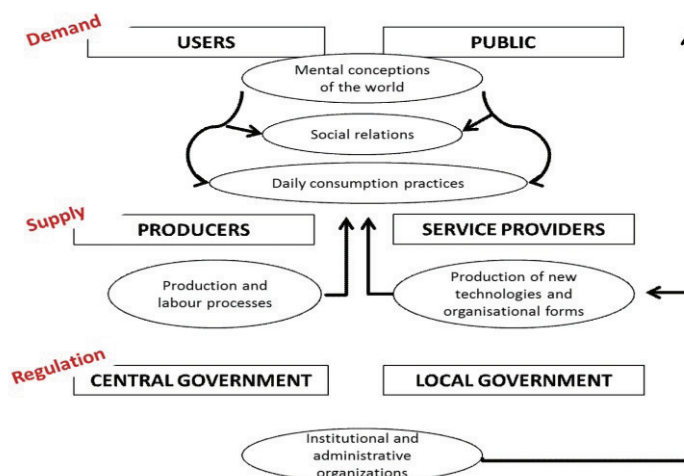 Demand
USERS
PUBLIC
Mental conceptions
of the world
Social relations
Daily consumption practices
Supply
PRODUCERS
SERVICE PROVIDERS
Production and
labour processes
Production of new
technologies and
organisational forms
Regulation
CENTRAL GOVERNMENT
LOCAL GOVERNMENT
Institutional and
administrative
organizations